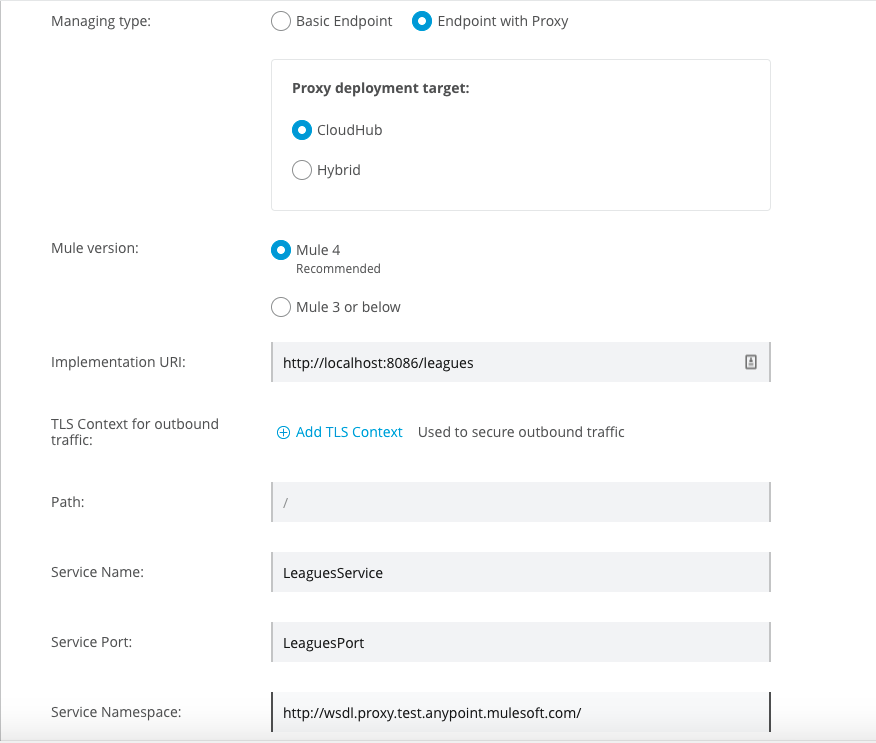 Managing type:
Basic Endpoint
Endpoint with Proxy
Proxy deployment target:
CloudHub
Hybrid
Mule version:
Mule 4
Recommended
Mule 3 or below
Implementation URI:
http://localhost:8086/leagues
TLS Context for outbound
traffic:
Add TLS Context
Used to secure outbound traffic
Path:
/
Service Name:
LeaguesService
Service Port:
LeaguesPort
Service Namespace:
http://wsdl.proxy.test.anypoint.mulesoft.com/